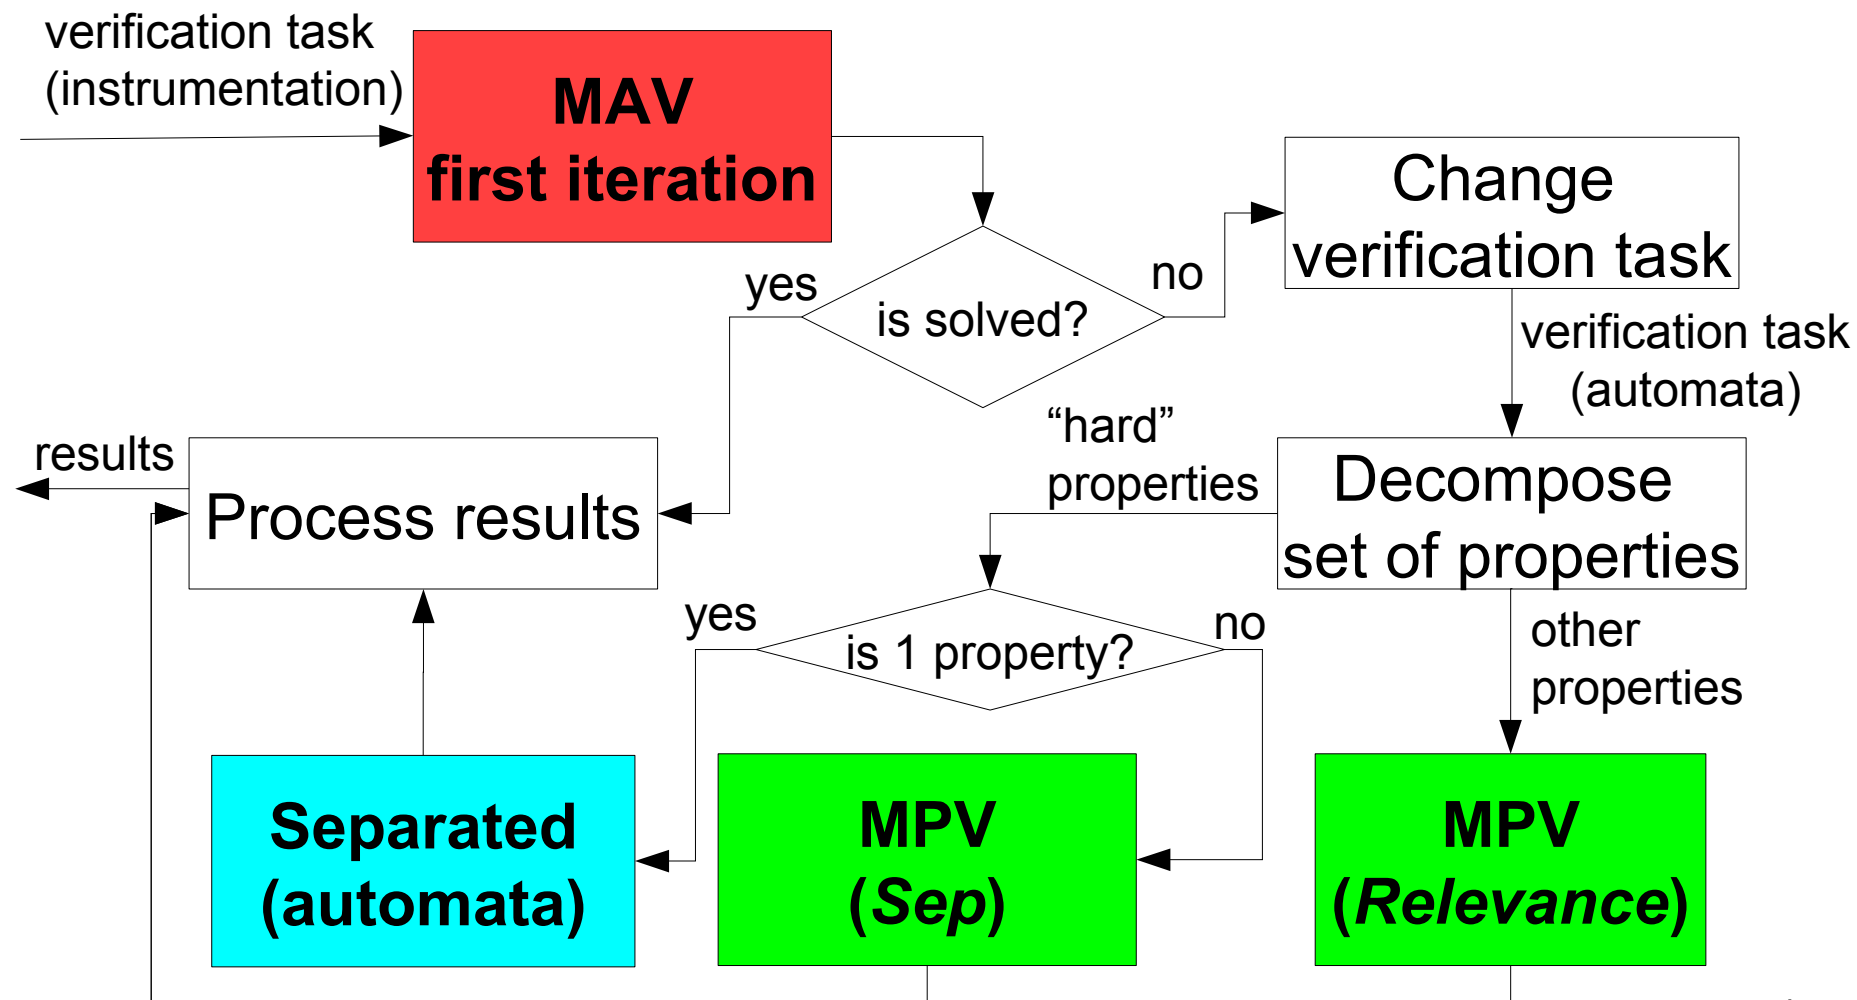 verification task
(instrumentation)
MAV
first iteration
Change
verification task
yes
no
is solved?
verification task
(automata)
“hard”
properties
results
Process results
Decompose
set of properties
yes
no
is 1 property?
other
properties
Separated
(automata)
MPV
(Sep)
MPV
(Relevance)